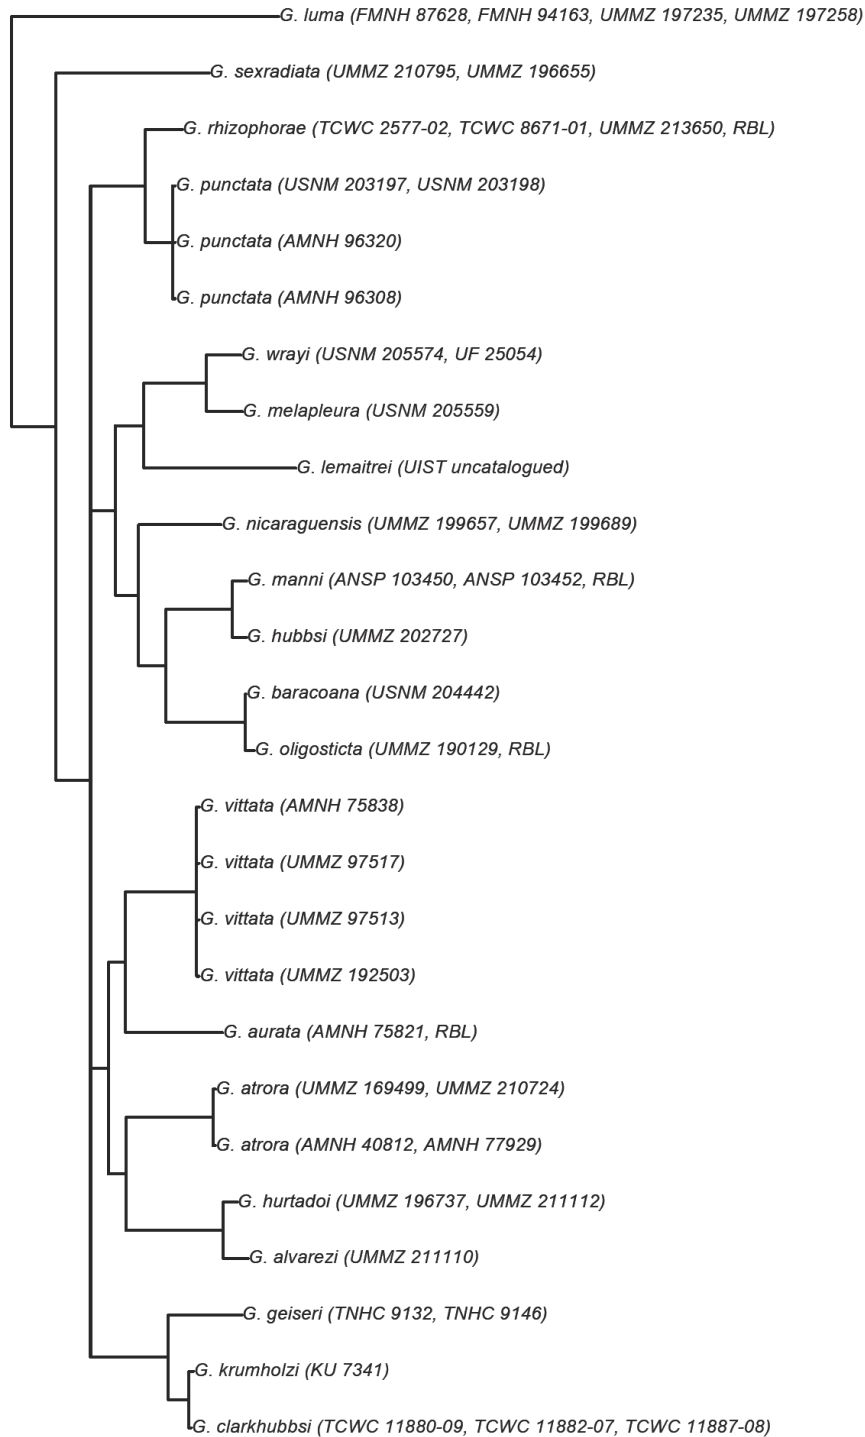 G. luma (FMNH 87628, FMNH 94163, UMMZ 197235, UMMZ 197258)
G. sexradiata (UMMZ 210795, UMMZ 196655)
G. rhizophorae (TCWC 2577-02, TCWC 8671-01, UMMZ 213650, RBL)
G. punctata (USNM 203197, USNM 203198)
G. punctata (AMNH 96320)
G. punctata (AMNH 96308)
G. wrayi (USNM 205574, UF 25054)
G. melapleura (USNM 205559)
G. lemaitrei (UIST uncatalogued)
G. nicaraguensis (UMMZ 199657, UMMZ 199689)
G. manni (ANSP 103450, ANSP 103452, RBL)
G. hubbsi (UMMZ 202727)
G. baracoana (USNM 204442)
G. oligosticta (UMMZ 190129, RBL)
G. vittata (AMNH 75838)
G. vittata (UMMZ 97517)
G. vittata (UMMZ 97513)
G. vittata (UMMZ 192503)
G. aurata (AMNH 75821, RBL)
G. atrora (UMMZ 169499, UMMZ 210724)
G. atrora (AMNH 40812, AMNH 77929)
G. hurtadoi (UMMZ 196737, UMMZ 211112)
G. alvarezi (UMMZ 211110)
G. geiseri (TNHC 9132, TNHC 9146)
G. krumholzi (KU 7341)
G. clarkhubbsi (TCWC 11880-09, TCWC 11882-07, TCWC 11887-08)